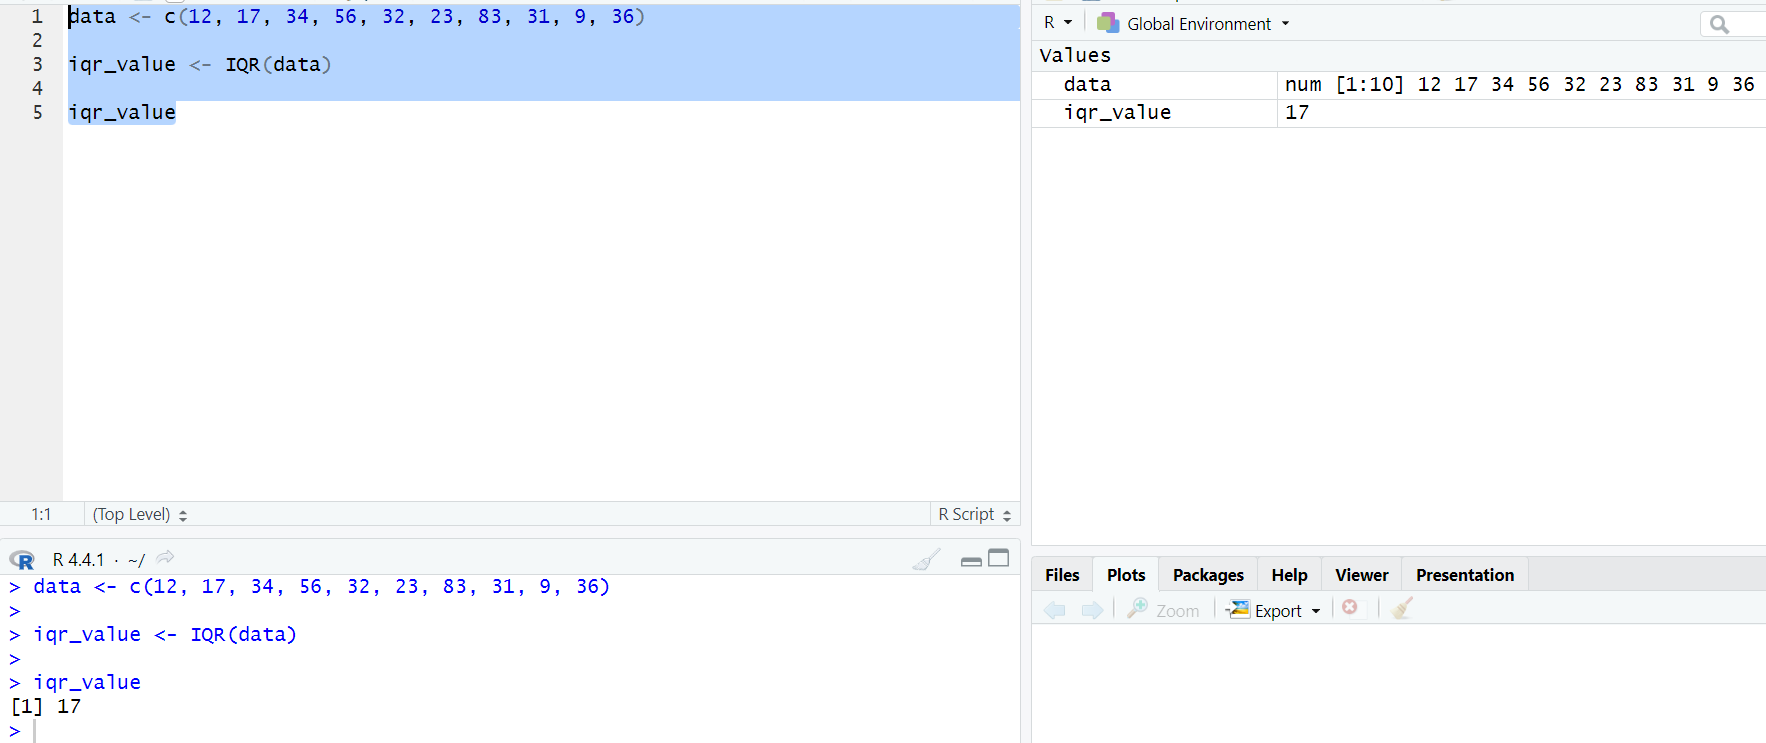 1 data <- c(12, 17, 34, 56, 32, 23, 83, 31, 9, 36)
2
3 iqr_value <- IQR(data)
4
5 iqr_value
1:1 (Top Level) R Script
R R 4.4.1 · ~/
> data <- c(12, 17, 34, 56, 32, 23, 83, 31, 9, 36)
>
> iqr_value <- IQR(data)
>
> iqr_value
[1] 17
>
R Global Environment
Values
data num [1:10] 12 17 34 56 32 23 83 31 9 36
iqr_value 17
Files Plots Packages Help Viewer Presentation
Zoom Export